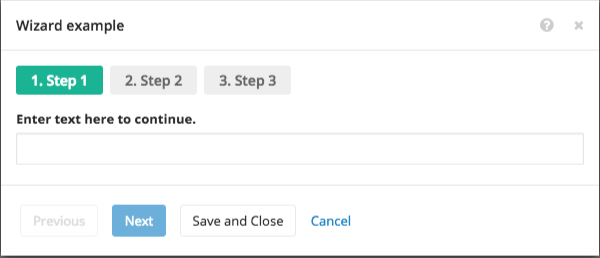 Wizard example
1. Step 1 2. Step 2 3. Step 3
Enter text here to continue.
Previous Next Save and Close Cancel